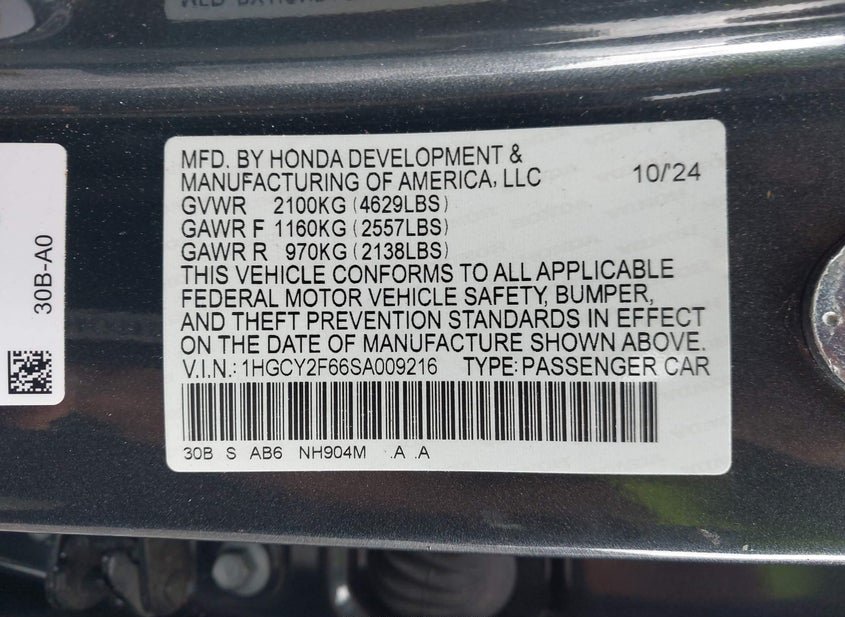 MFD. BY HONDA DEVELOPMENT &
MANUFACTURING OF AMERICA, LLC 10/'24
GVWR 2100KG (4629LBS)
GAWR F 1160KG (2557LBS)
GAWR R 970KG (2138LBS)
THIS VEHICLE CONFORMS TO ALL APPLICABLE
FEDERAL MOTOR VEHICLE SAFETY, BUMPER,
AND THEFT PREVENTION STANDARDS IN EFFECT
ON THE DATE OF MANUFACTURE SHOWN ABOVE.
V.I.N.: 1HGCY2F66SA009216 TYPE: PASSENGER CAR
30B S AB6 NH904M .A .A
30B-A0